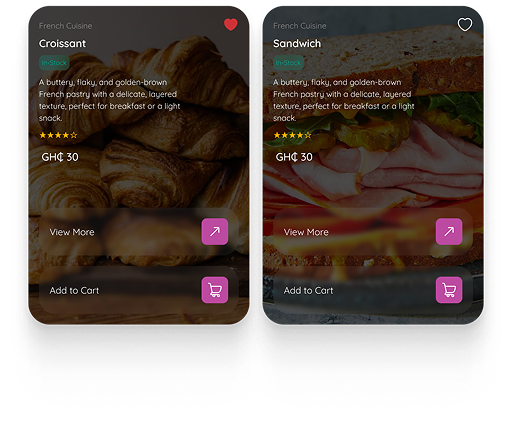 French Cuisine
Croissant
In-Stock
A buttery, flaky, and golden-brown
French pastry with a delicate, layered
texture, perfect for breakfast or a light
snack.
GH₵ 30
View More
Add to Cart
French Cuisine
Sandwich
In-Stock
A buttery, flaky, and golden-brown
French pastry with a delicate, layered
texture, perfect for breakfast or a light
snack.
GH₵ 30
View More
Add to Cart